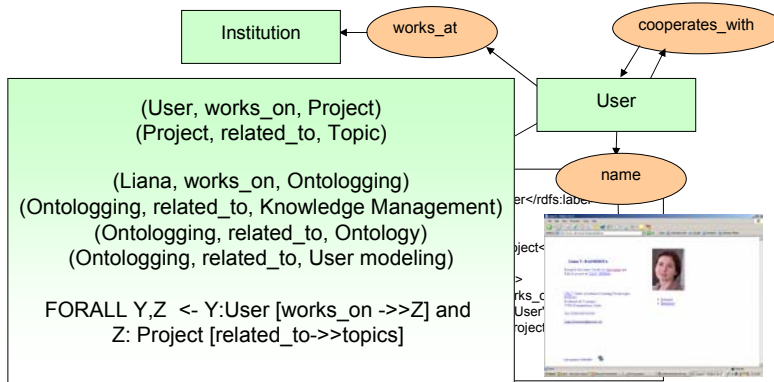 Institution
works_at
cooperates_with
User
name
(User, works_on, Project)
(Project, related_to, Topic)
(Liana, works_on, Ontologging)
(Ontologging, related_to, Knowledge Management)
(Ontologging, related_to, Ontology)
(Ontologging, related_to, User modeling)
FORALL Y,Z <- Y:User [works_on ->>Z] and
Z: Project [related_to->>topics]
er</rdfs:label
oject<
>
rks_o
User'
roject